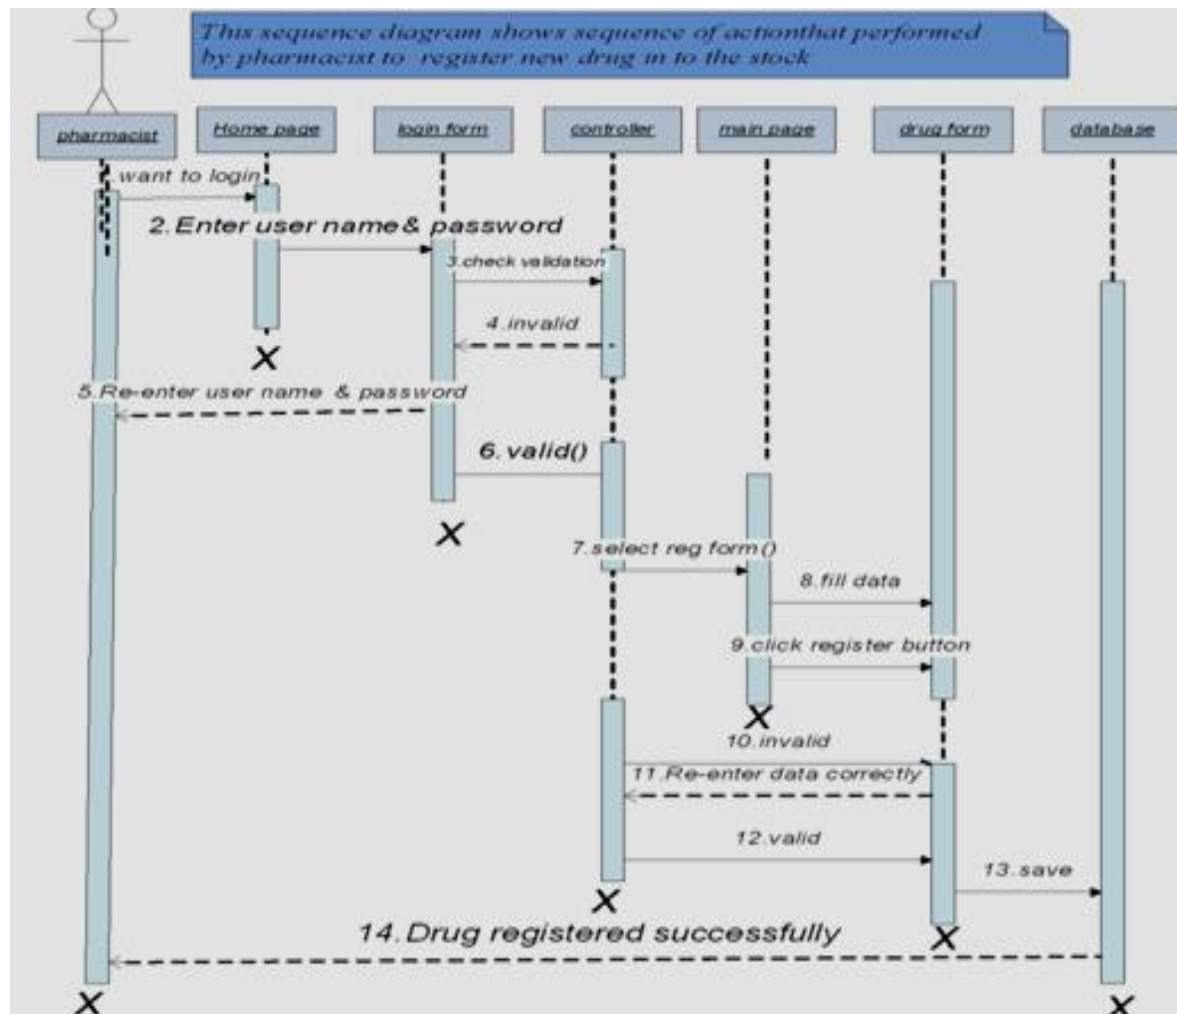 This sequence diagram shows sequence of actionthat performed
by pharmacist to register new drug in to the stock
pharmacist
Home page
login form
controller
main page
drug form
database
.want to login
2.Enter user name& password
3.check validation
4.invalid
5.Re-enter user name & password
6.valid()
7.select reg form()
8.fill data
9.click register button
10.invalid
11.Re-enter data correctly
12.valid
13.save
14.Drug registered successfully